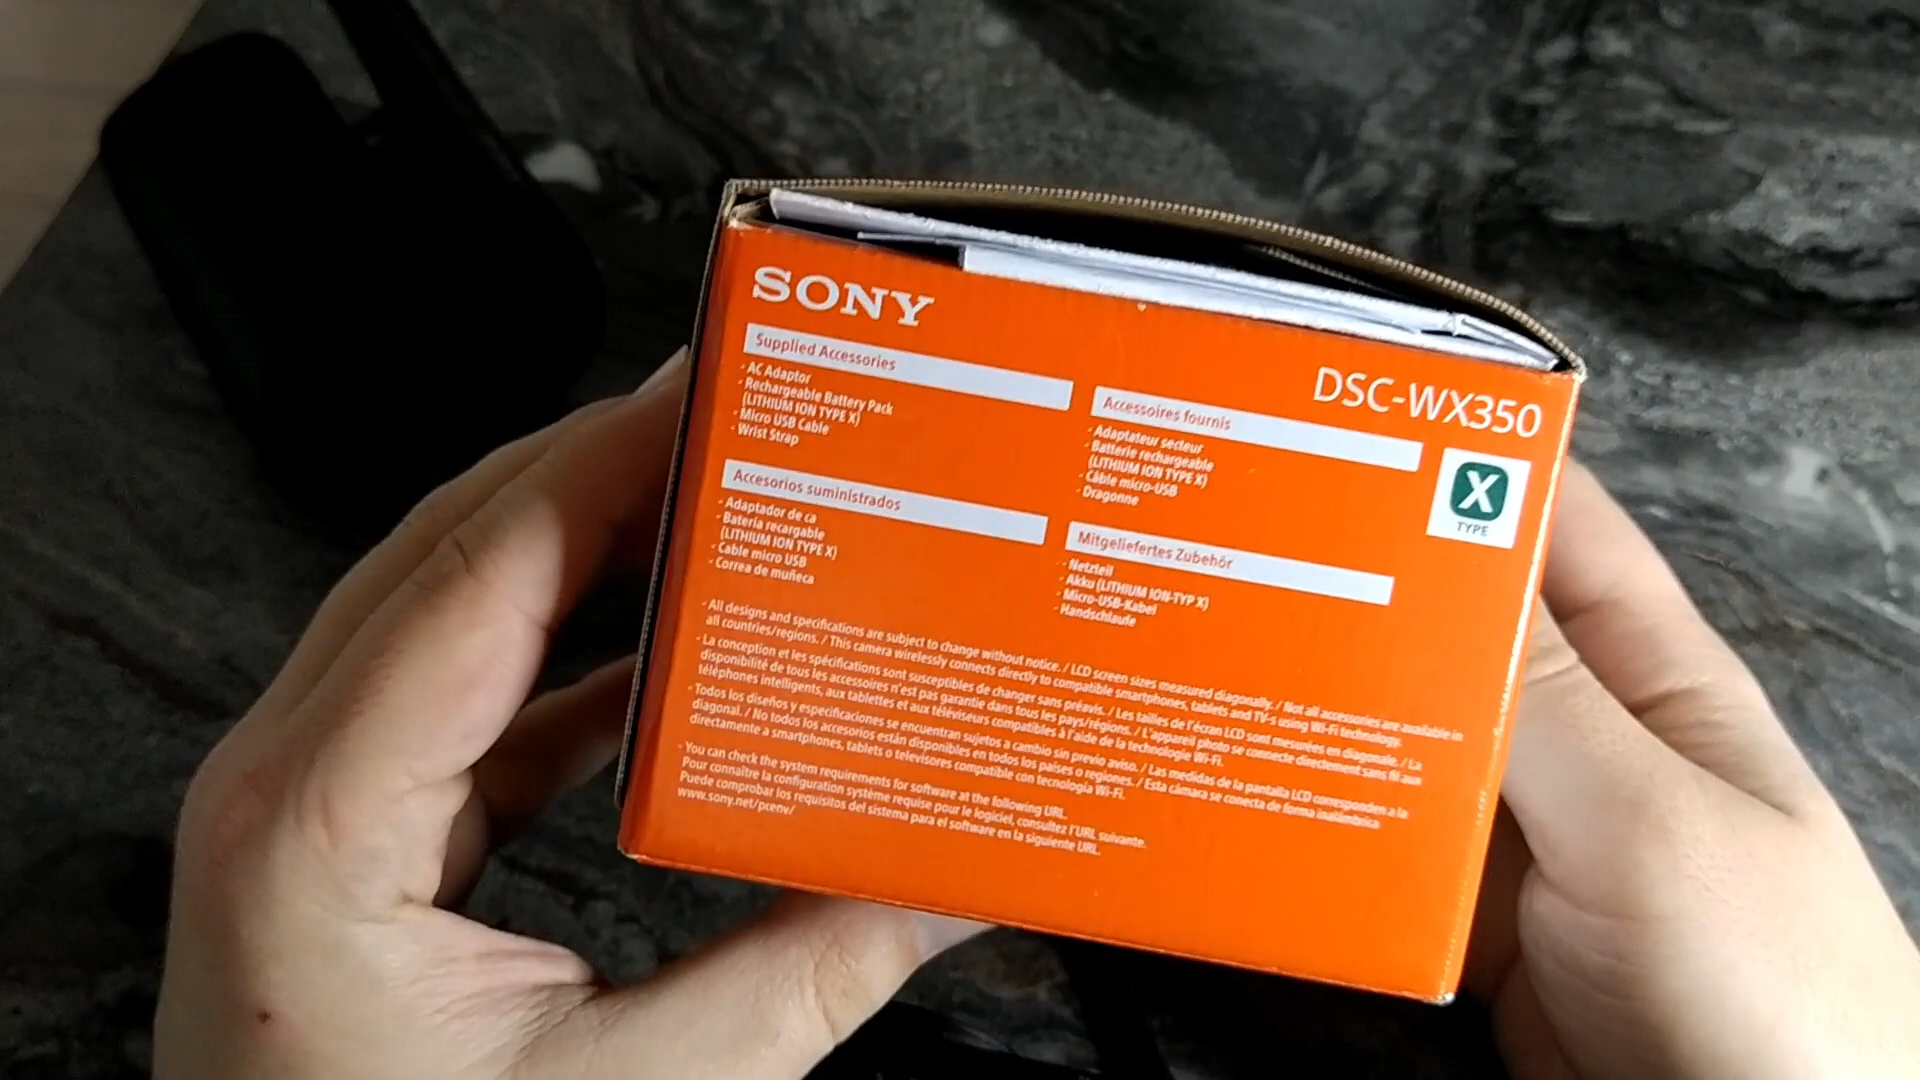 SONY
DSC-WX350
Supplied Accessories
- AC Adaptor
- Rechargeable Battery Pack
(LITHIUM ION TYPE X)
- Micro USB Cable
- Wrist Strap
Accessoires fournis
- Adaptateur secteur
- Batterie rechargeable
(LITHIUM ION TYPE X)
- Câble micro-USB
- Dragonne
X
TYPE
Accesorios suministrados
- Adaptador de ca
- Batería recargable
(LITHIUM ION TYPE X)
- Cable micro USB
- Correa de muñeca
Mitgeliefertes Zubehör
- Netzteil
- Akku (LITHIUM ION-TYP X)
- Micro-USB-Kabel
- Handschlaufe
- All designs and specifications are subject to change without notice. / LCD screen sizes measured diagonally. / Not all accessories are available in
all countries/regions. / This camera wirelessly connects directly to compatible smartphones, tablets and TV-s using Wi-Fi technology.
- La conception et les spécifications sont susceptibles de changer sans préavis. / Les tailles de l'écran LCD sont mesurées en diagonale. / La
disponibilité de tous les accessoires n'est pas garantie dans tous les pays/régions. / L'appareil photo se connecte directement sans fil aux
téléphones intelligents, aux tablettes et aux téléviseurs compatibles à l'aide de la technologie Wi-Fi.
- Todos los diseños y especificaciones se encuentran sujetos a cambio sin previo aviso. / Las medidas de la pantalla LCD corresponden a la
diagonal. / No todos los accesorios están disponibles en todos los países o regiones. / Esta cámara se conecta de forma inalámbrica
directamente a smartphones, tablets o televisores compatible con tecnología Wi-Fi.
- You can check the system requirements for software at the following URL.
Pour connaître la configuration système requise pour le logiciel, consultez l'URL suivante.
Puede comprobar los requisitos del sistema para el software en la siguiente URL.
www.sony.net/pcenv/